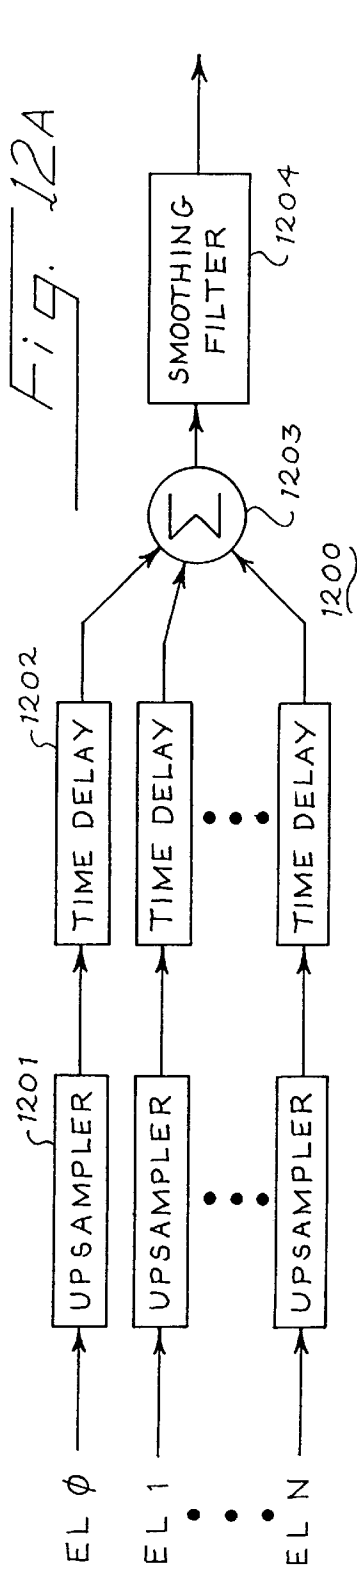 Fig. 12A
EL Ø
UPSAMPLER
1201
TIME DELAY
1202
EL 1
UPSAMPLER
TIME DELAY
EL N
UPSAMPLER
TIME DELAY
Σ
1203
SMOOTHING
FILTER
1204
1200